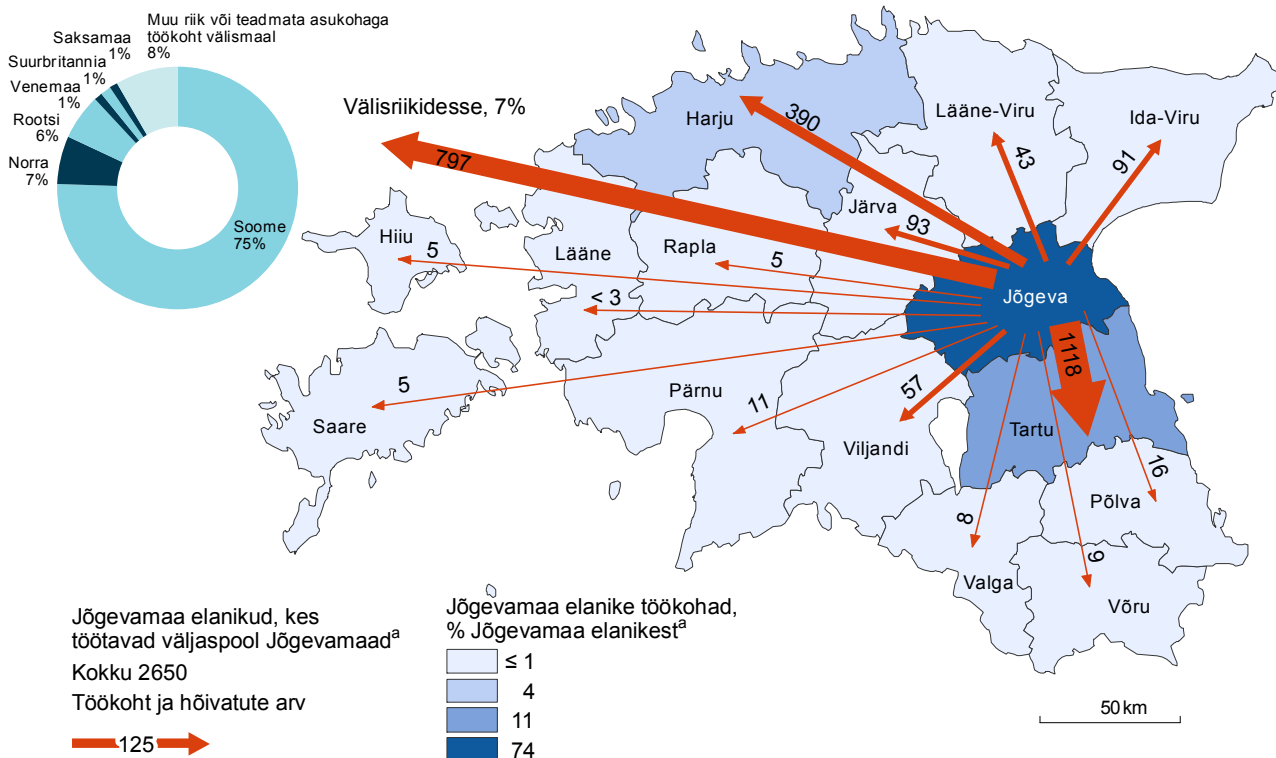 Muu riik või teadmata asukohaga
töökoht välismaal
8%
Saksamaa
1%
Suurbritannia
1%
Venemaa
1%
Rootsi
6%
Norra
7%
Soome
75%
Välisriikidesse, 7%
797
Harju
390
Lääne-Viru
43
Ida-Viru
91
Järva
93
Hiiu
5
Lääne
< 3
Rapla
5
Jõgeva
Saare
5
Pärnu
11
Viljandi
57
1118
Tartu
16
Põlva
8
Valga
9
Võru
Jõgevamaa elanikud, kes
töötavad väljaspool Jõgevamaadᵃ
Kokku 2650
Töökoht ja hõivatute arv
125
Jõgevamaa elanike töökohad,
% Jõgevamaa elanikestᵃ
≤ 1
4
11
74
50 km